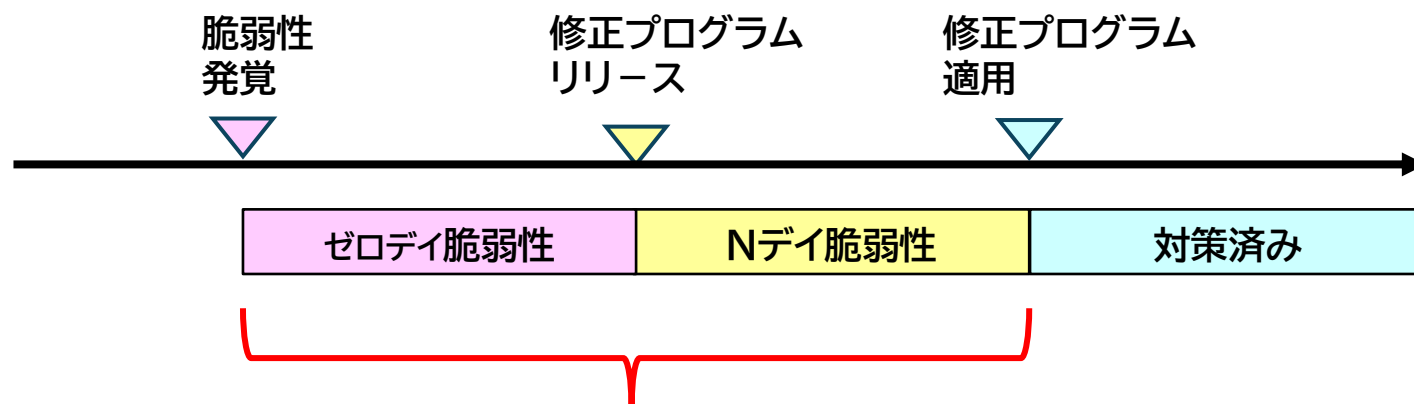 脆弱性
発覚
修正プログラム
リリース
修正プログラム
適用
ゼロデイ脆弱性
Nデイ脆弱性
対策済み